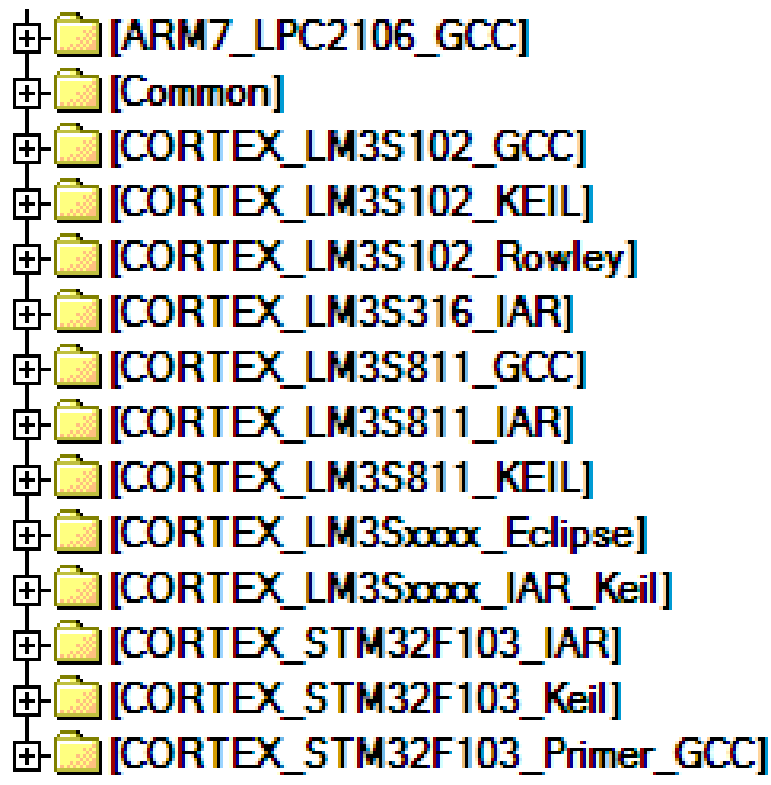 [ARM7_LPC2106_GCC]
[Common]
[CORTEX_LM3S102_GCC]
[CORTEX_LM3S102_KEIL]
[CORTEX_LM3S102_Rowley]
[CORTEX_LM3S316_IAR]
[CORTEX_LM3S811_GCC]
[CORTEX_LM3S811_IAR]
[CORTEX_LM3S811_KEIL]
[CORTEX_LM3Sxxxx_Eclipse]
[CORTEX_LM3Sxxxx_IAR_Keil]
[CORTEX_STM32F103_IAR]
[CORTEX_STM32F103_Keil]
[CORTEX_STM32F103_Primer_GCC]